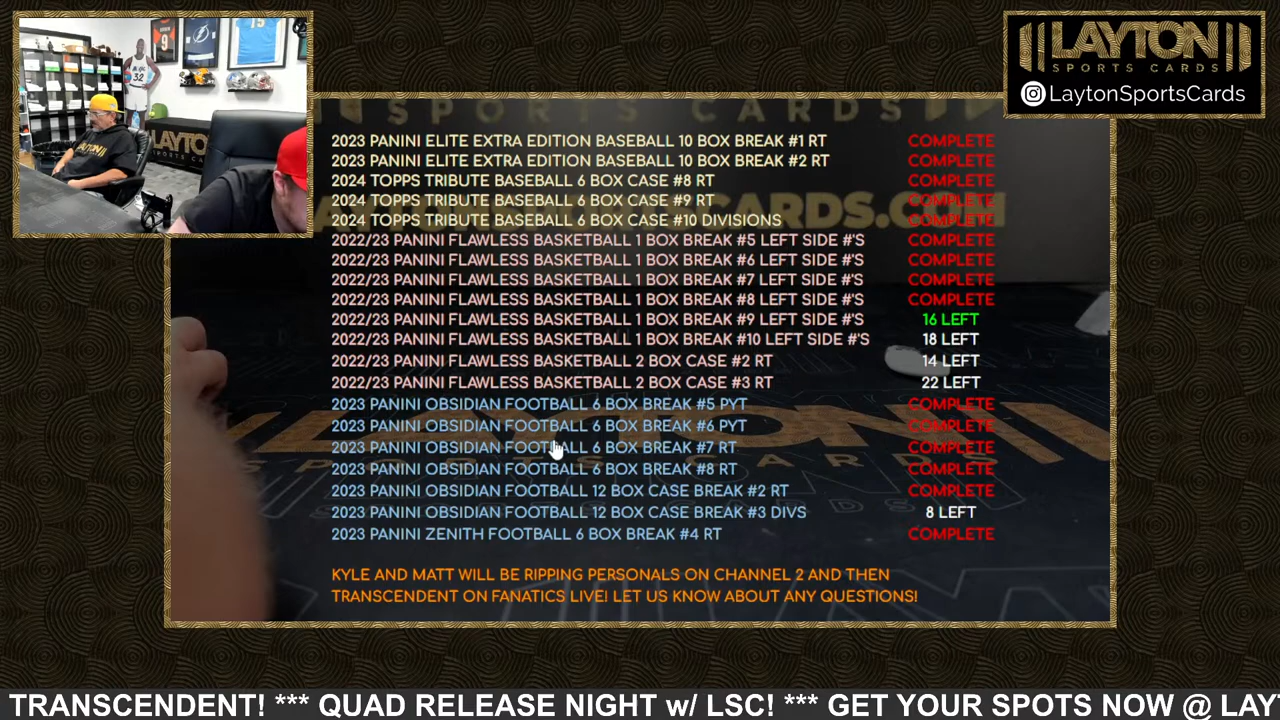 LAYTON
SPORTS CARDS
LaytonSportsCards
9
15
32
LAYTON
SPORTS CARDS
2023 PANINI ELITE EXTRA EDITION BASEBALL 10 BOX BREAK #1 RT COMPLETE
2023 PANINI ELITE EXTRA EDITION BASEBALL 10 BOX BREAK #2 RT COMPLETE
2024 TOPPS TRIBUTE BASEBALL 6 BOX CASE #8 RT COMPLETE
2024 TOPPS TRIBUTE BASEBALL 6 BOX CASE #9 RT COMPLETE
2024 TOPPS TRIBUTE BASEBALL 6 BOX CASE #10 DIVISIONS COMPLETE
2022/23 PANINI FLAWLESS BASKETBALL 1 BOX BREAK #5 LEFT SIDE #'S COMPLETE
2022/23 PANINI FLAWLESS BASKETBALL 1 BOX BREAK #6 LEFT SIDE #'S COMPLETE
2022/23 PANINI FLAWLESS BASKETBALL 1 BOX BREAK #7 LEFT SIDE #'S COMPLETE
2022/23 PANINI FLAWLESS BASKETBALL 1 BOX BREAK #8 LEFT SIDE #'S COMPLETE
2022/23 PANINI FLAWLESS BASKETBALL 1 BOX BREAK #9 LEFT SIDE #'S 16 LEFT
2022/23 PANINI FLAWLESS BASKETBALL 1 BOX BREAK #10 LEFT SIDE #'S 18 LEFT
2022/23 PANINI FLAWLESS BASKETBALL 2 BOX CASE #2 RT 14 LEFT
2022/23 PANINI FLAWLESS BASKETBALL 2 BOX CASE #3 RT 22 LEFT
2023 PANINI OBSIDIAN FOOTBALL 6 BOX BREAK #5 PYT COMPLETE
2023 PANINI OBSIDIAN FOOTBALL 6 BOX BREAK #6 PYT COMPLETE
2023 PANINI OBSIDIAN FOOTBALL 6 BOX BREAK #7 RT COMPLETE
2023 PANINI OBSIDIAN FOOTBALL 6 BOX BREAK #8 RT COMPLETE
2023 PANINI OBSIDIAN FOOTBALL 12 BOX CASE BREAK #2 RT COMPLETE
2023 PANINI OBSIDIAN FOOTBALL 12 BOX CASE BREAK #3 DIVS 8 LEFT
2023 PANINI ZENITH FOOTBALL 6 BOX BREAK #4 RT COMPLETE
KYLE AND MATT WILL BE RIPPING PERSONALS ON CHANNEL 2 AND THEN
TRANSCENDENT ON FANATICS LIVE! LET US KNOW ABOUT ANY QUESTIONS!
TRANSCENDENT! *** QUAD RELEASE NIGHT w/ LSC! *** GET YOUR SPOTS NOW @ LAY